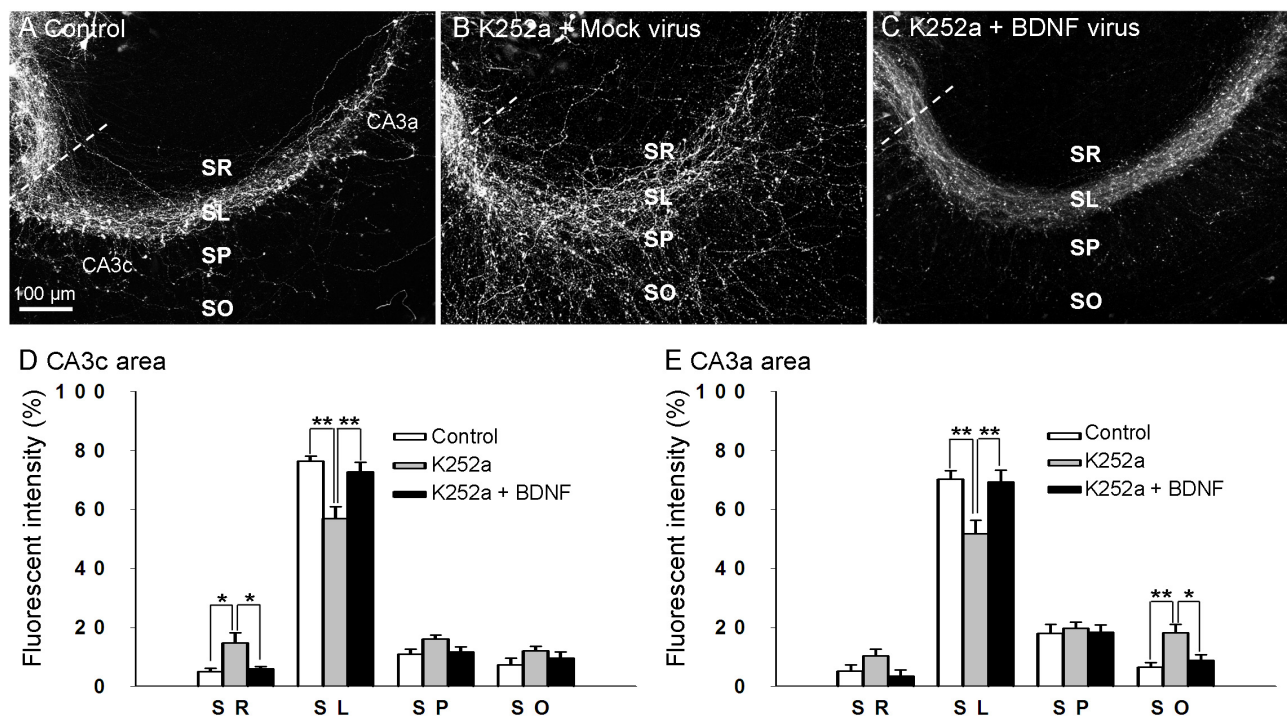 A Control
CA3a
SR
SL
SP
CA3c
SO
100 µm
B K252a + Mock virus
SR
SL
SP
SO
C K252a + BDNF virus
SR
SL
SP
SO
D CA3c area
Fluorescent intensity (%)
100
80
60
40
20
0
** **
* *
Control
K252a
K252a + BDNF
SR SL SP SO
E CA3a area
Fluorescent intensity (%)
100
80
60
40
20
0
** **
** *
Control
K252a
K252a + BDNF
SR SL SP SO